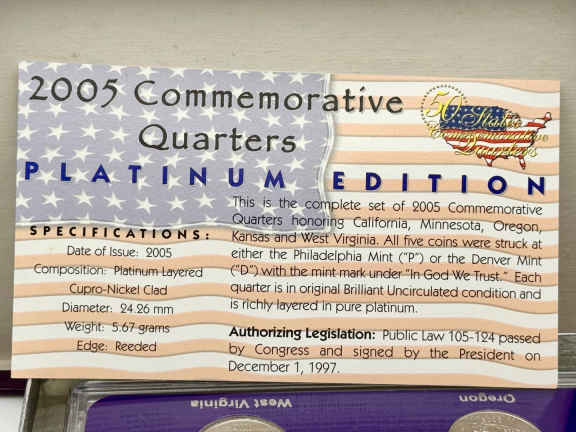 2005 Commemorative
Quarters
50 State
Commemorative
Quarters
PLATINUM EDITION
SPECIFICATIONS:
Date of Issue: 2005
Composition: Platinum Layered
Cupro-Nickel Clad
Diameter: 24.26 mm
Weight: 5.67 grams
Edge: Reeded
This is the complete set of 2005 Commemorative
Quarters honoring California, Minnesota, Oregon,
Kansas and West Virginia. All five coins were struck at
either the Philadelphia Mint ("P") or the Denver Mint
("D") with the mint mark under "In God We Trust.". Each
quarter is in original Brilliant Uncirculated condition and
is richly layered in pure platinum.
Authorizing Legislation: Public Law 105-124 passed
by Congress and signed by the President on
December 1, 1997.
West Virginia
Oregon